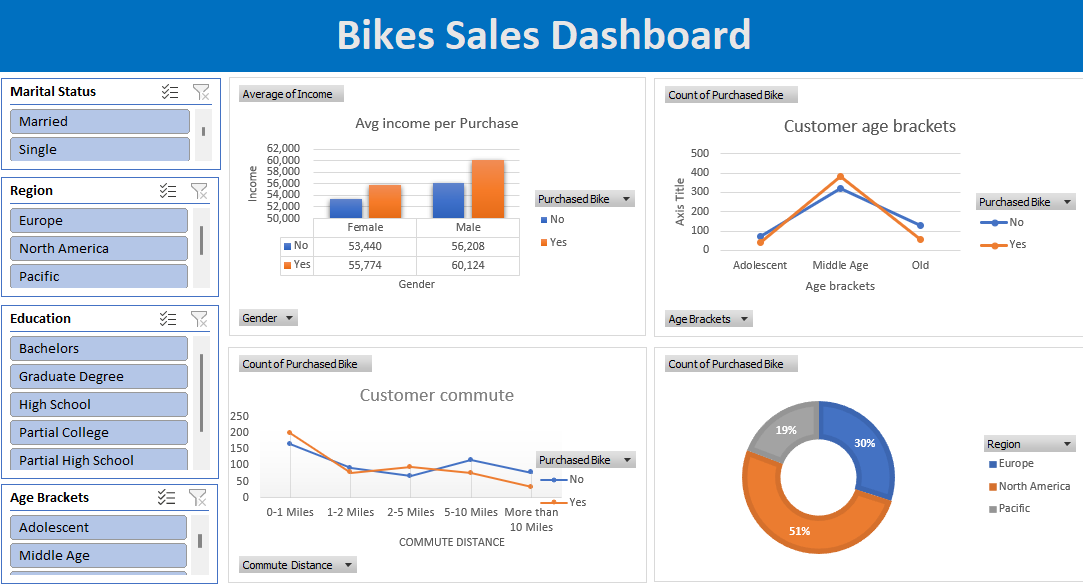 Bikes Sales Dashboard
Marital Status
Married
Single
Region
Europe
North America
Pacific
Education
Bachelors
Graduate Degree
High School
Partial College
Partial High School
Age Brackets
Adolescent
Middle Age
Average of Income
Avg income per Purchase
Income
62,000
60,000
58,000
56,000
54,000
52,000
50,000
Female Male
No 53,440 56,208
Yes 55,774 60,124
Gender
Purchased Bike
No
Yes
Gender
Count of Purchased Bike
Customer age brackets
Axis Title
500
400
300
200
100
0
Adolescent Middle Age Old
Age brackets
Purchased Bike
No
Yes
Age Brackets
Count of Purchased Bike
Customer commute
250
200
150
100
50
0
0-1 Miles 1-2 Miles 2-5 Miles 5-10 Miles More than
10 Miles
COMMUTE DISTANCE
Purchased Bike
No
Yes
Commute Distance
Count of Purchased Bike
19%
30%
51%
Region
Europe
North America
Pacific